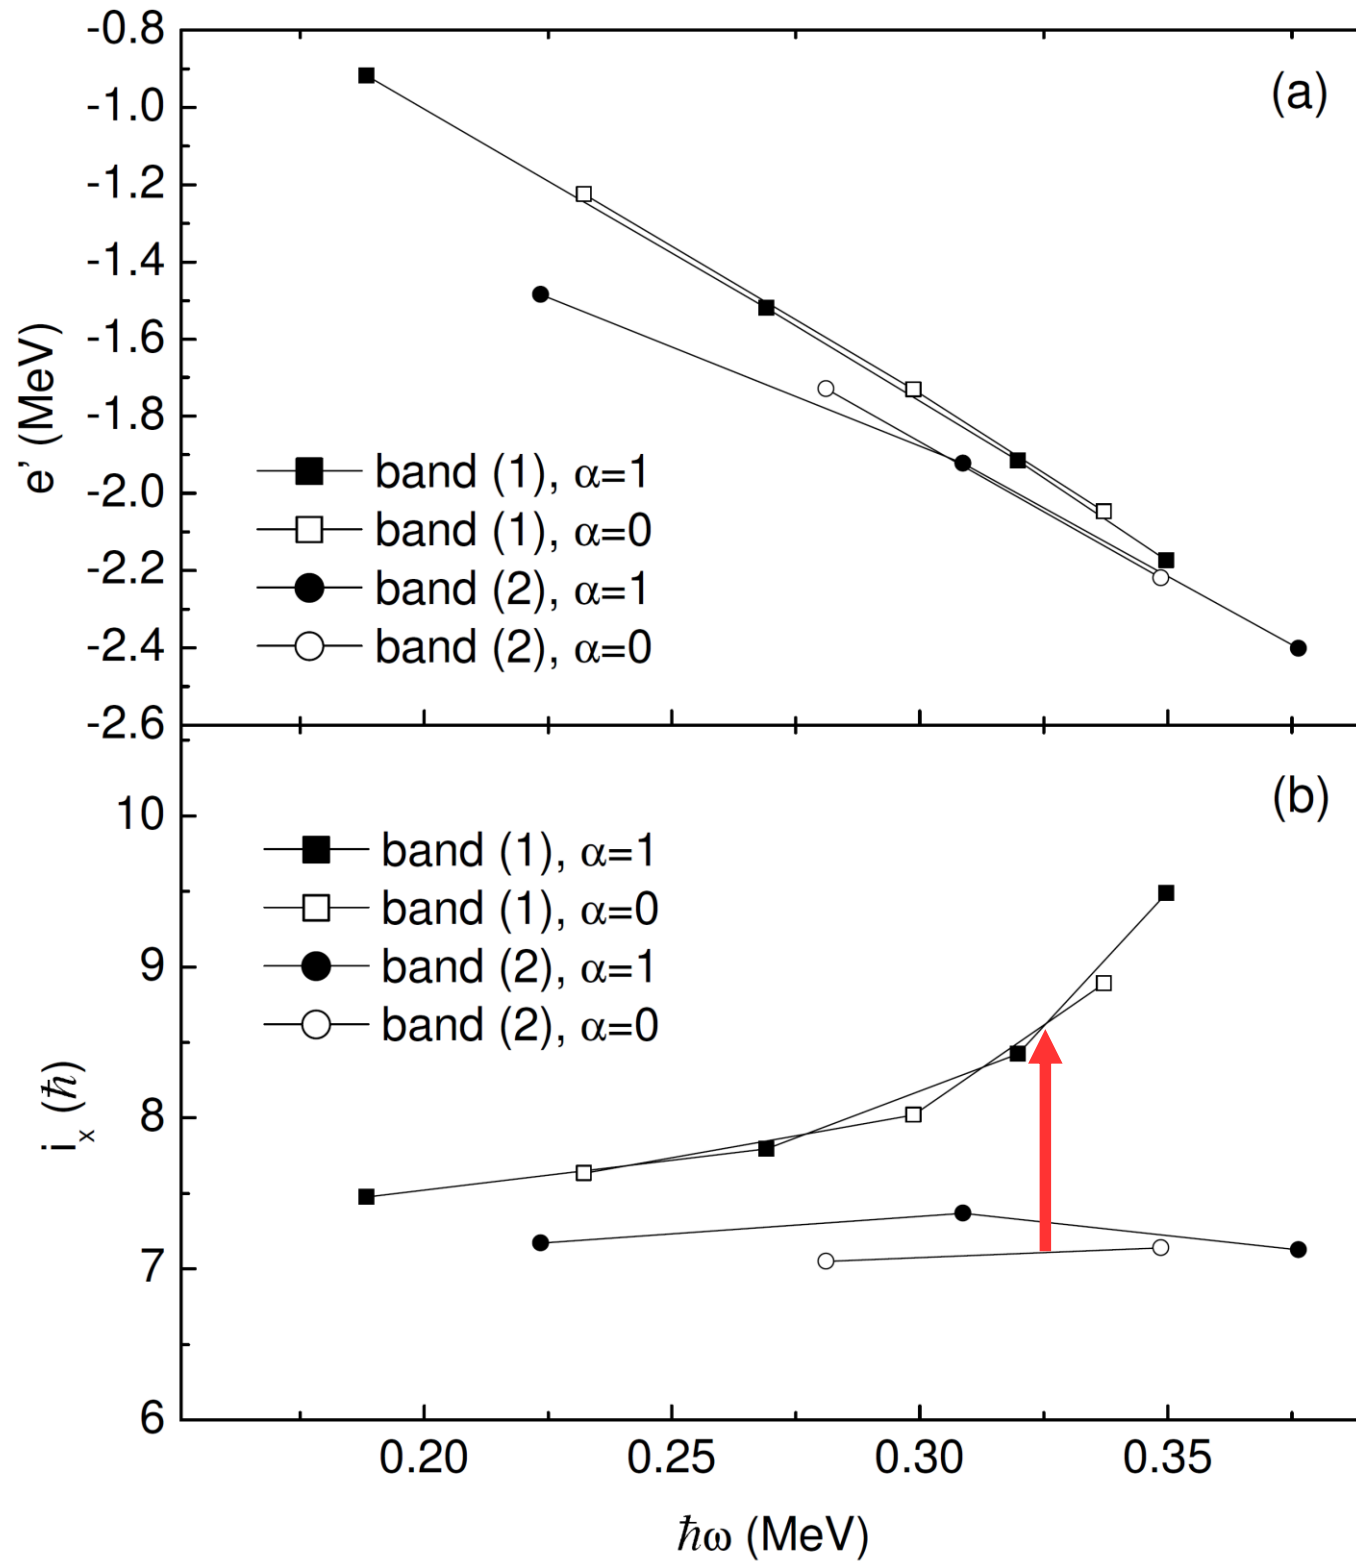 (a)
-0.8
-1.0
-1.2
-1.4
-1.6
-1.8
-2.0
-2.2
-2.4
-2.6
e' (MeV)
band (1), α=1
band (1), α=0
band (2), α=1
band (2), α=0
(b)
10
9
8
7
6
iₓ (ℏ)
band (1), α=1
band (1), α=0
band (2), α=1
band (2), α=0
0.20 0.25 0.30 0.35
ℏω (MeV)